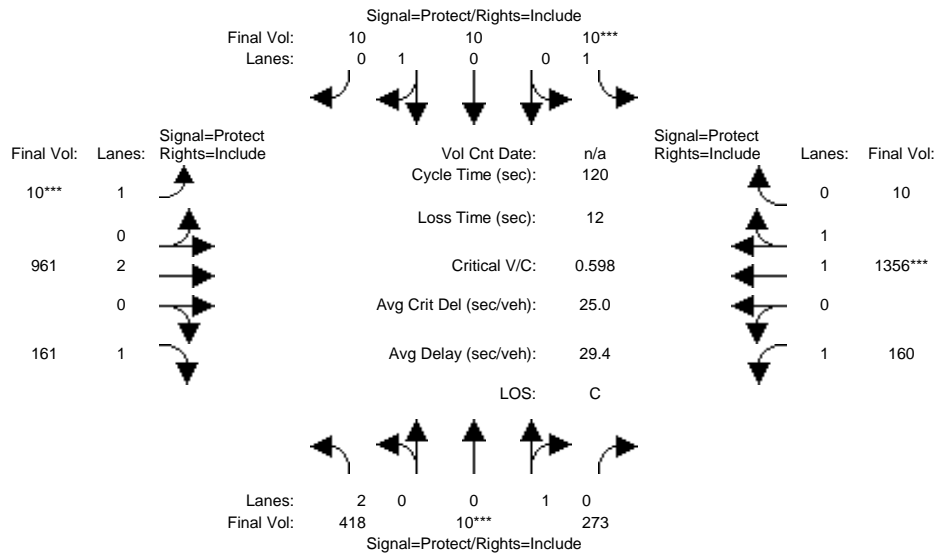 Signal=Protect/Rights=Include
Final Vol: 10 10 10***
Lanes: 0 1 0 0 1
Signal=Protect
Final Vol: Lanes: Rights=Include
Vol Cnt Date: n/a
Signal=Protect
Rights=Include Lanes: Final Vol:
Cycle Time (sec): 120
10*** 1
0 10
Loss Time (sec): 12
0
1
961 2
Critical V/C: 0.598
1 1356***
0
Avg Crit Del (sec/veh): 25.0
0
161 1
Avg Delay (sec/veh): 29.4
1 160
LOS: C
Lanes: 2 0 0 1 0
Final Vol: 418 10*** 273
Signal=Protect/Rights=Include